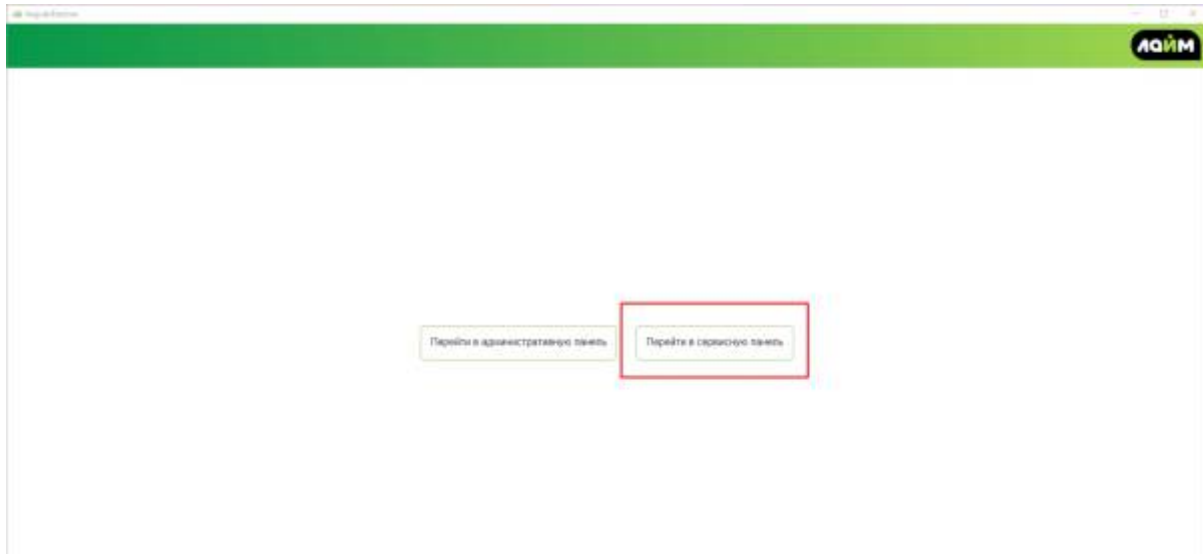 лайм
Перейти в административную панель
Перейти в сервисную панель